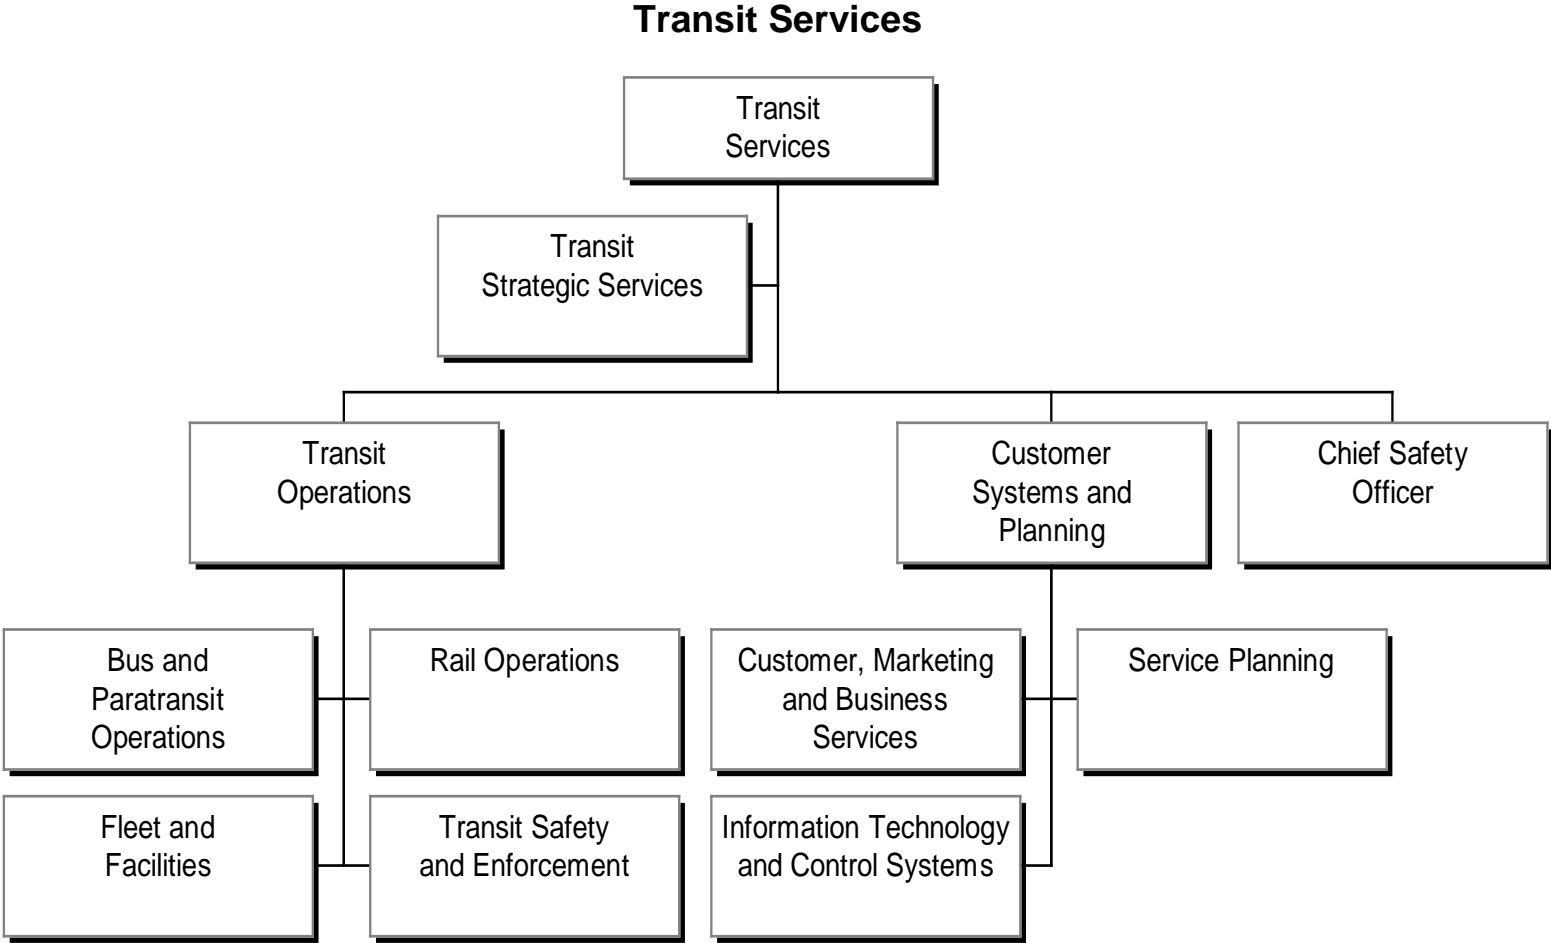 Transit Services
Transit
Services
Transit
Strategic Services
Transit
Operations
Customer
Systems and
Planning
Chief Safety
Officer
Bus and
Paratransit
Operations
Rail Operations
Customer, Marketing
and Business
Services
Service Planning
Fleet and
Facilities
Transit Safety
and Enforcement
Information Technology
and Control Systems